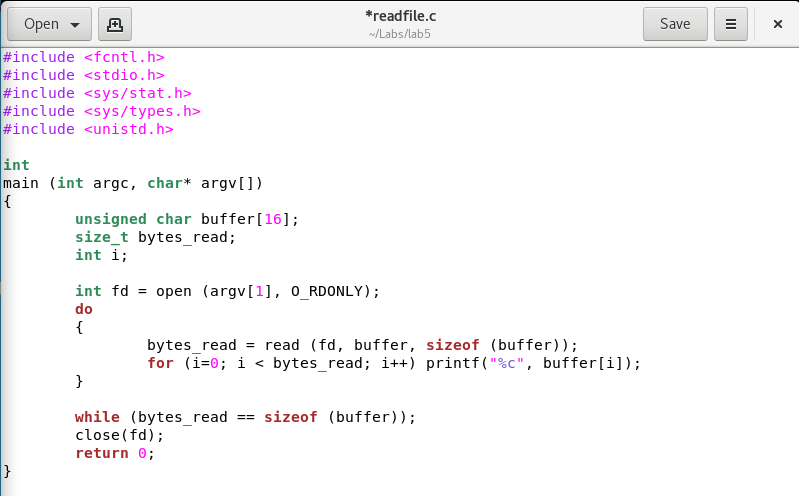 Open
*readfile.c
~/Labs/lab5
Save
#include <fcntl.h>
#include <stdio.h>
#include <sys/stat.h>
#include <sys/types.h>
#include <unistd.h>

int
main (int argc, char* argv[])
{
        unsigned char buffer[16];
        size_t bytes_read;
        int i;

        int fd = open (argv[1], O_RDONLY);
        do
        {
                bytes_read = read (fd, buffer, sizeof (buffer));
                for (i=0; i < bytes_read; i++) printf("%c", buffer[i]);
        }

        while (bytes_read == sizeof (buffer));
        close(fd);
        return 0;
}